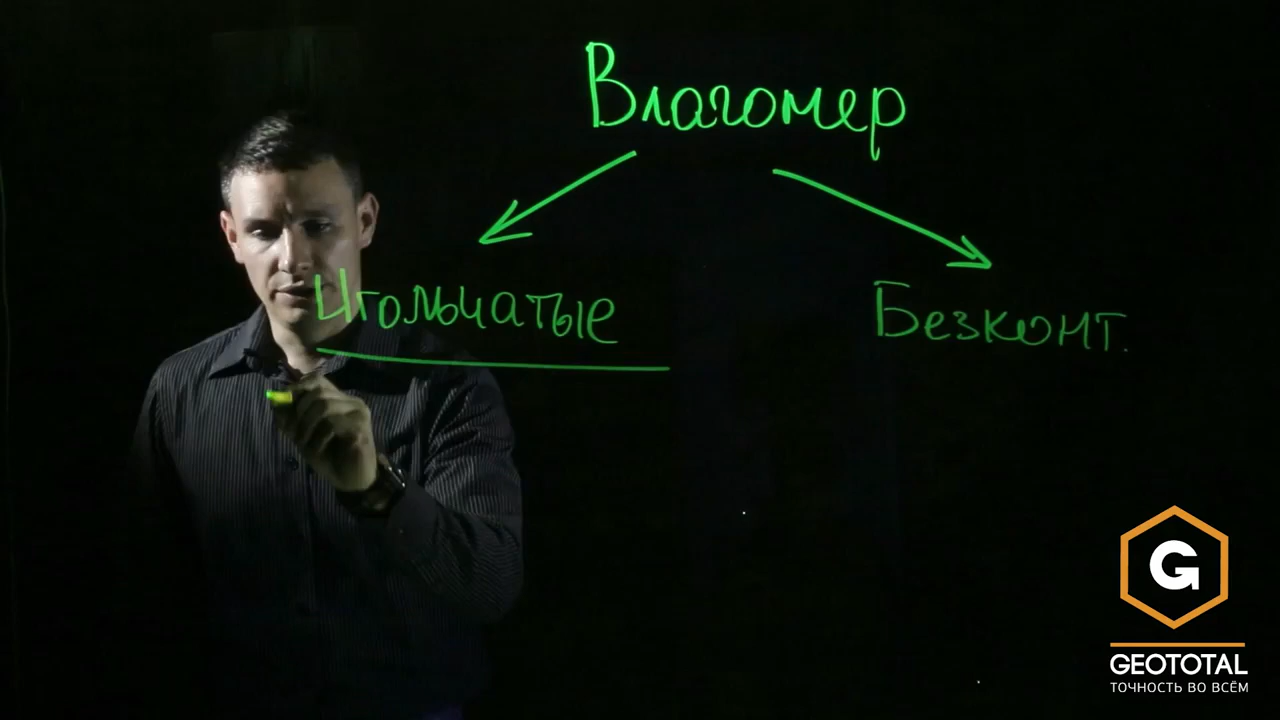 Влагомер
Игольчатые
Безконт.
G
GEOTOTAL
ТОЧНОСТЬ ВО ВСЁМ